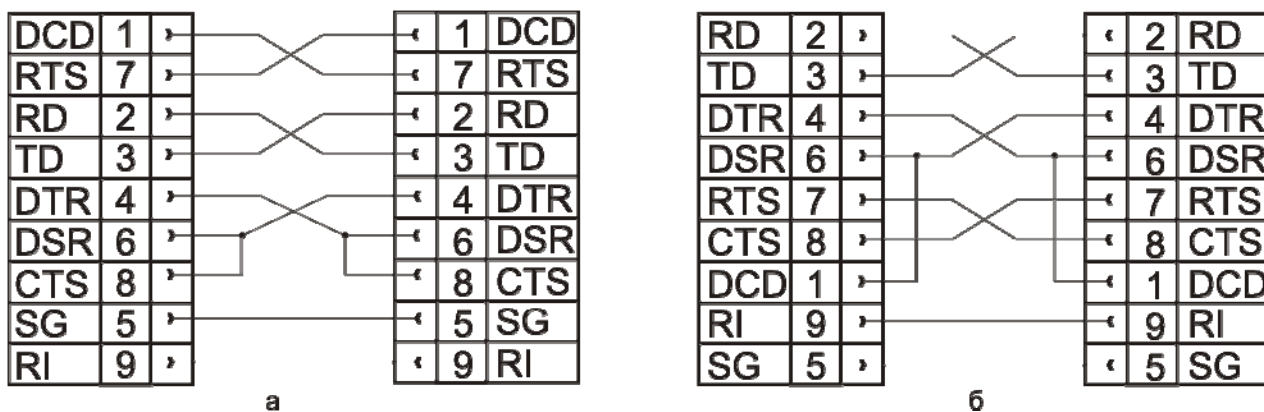 DCD 1 1 DCD
RTS 7 7 RTS
RD 2 2 RD
TD 3 3 TD
DTR 4 4 DTR
DSR 6 6 DSR
CTS 8 8 CTS
SG 5 5 SG
RI 9 9 RI
а
RD 2 2 RD
TD 3 3 TD
DTR 4 4 DTR
DSR 6 6 DSR
RTS 7 7 RTS
CTS 8 8 CTS
DCD 1 1 DCD
RI 9 9 RI
SG 5 5 SG
б